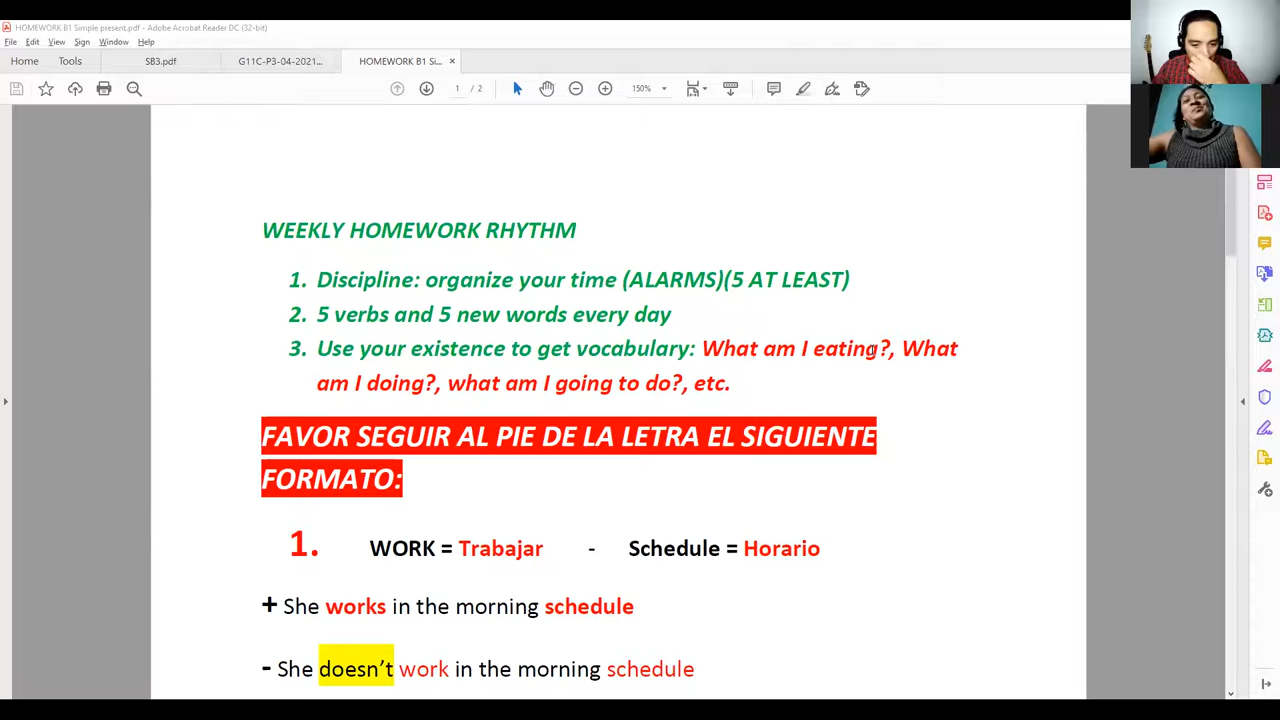 HOMEWORK B1 Simple present.pdf - Adobe Acrobat Reader DC (32-bit)
File Edit View Sign Window Help
Home Tools SB3.pdf G11C-P3-04-2021... HOMEWORK B1 Si... ×
1 / 2 150%
WEEKLY HOMEWORK RHYTHM
1. Discipline: organize your time (ALARMS)(5 AT LEAST)
2. 5 verbs and 5 new words every day
3. Use your existence to get vocabulary: What am I eating?, What
am I doing?, what am I going to do?, etc.
FAVOR SEGUIR AL PIE DE LA LETRA EL SIGUIENTE
FORMATO:
1. WORK = Trabajar - Schedule = Horario
+ She works in the morning schedule
- She doesn't work in the morning schedule